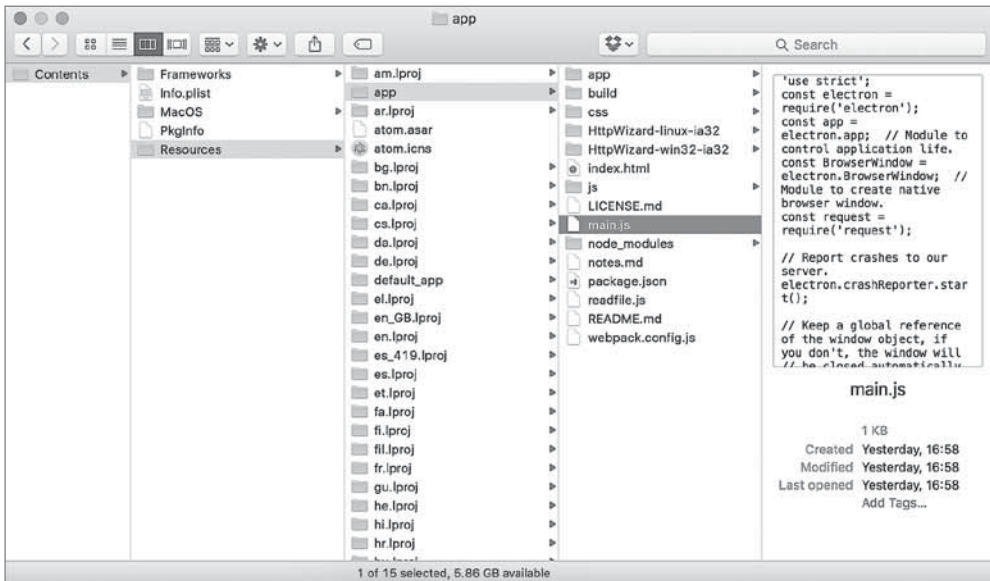 app
Search
Contents
Frameworks
Info.plist
MacOS
PkgInfo
Resources
am.lproj
app
ar.lproj
atom.asar
atom.icns
bg.lproj
bn.lproj
ca.lproj
cs.lproj
da.lproj
de.lproj
default_app
el.lproj
en_GB.lproj
en.lproj
es_419.lproj
es.lproj
et.lproj
fa.lproj
fi.lproj
fil.lproj
fr.lproj
gu.lproj
he.lproj
hi.lproj
hr.lproj
app
build
css
HttpWizard-linux-ia32
HttpWizard-win32-ia32
index.html
js
LICENSE.md
main.js
node_modules
notes.md
package.json
readfile.js
README.md
webpack.config.js
'use strict';
const electron =
require('electron');
const app =
electron.app;  // Module to
control application life.
const BrowserWindow =
electron.BrowserWindow;  //
Module to create native
browser window.
const request =
require('request');
// Report crashes to our
server.
electron.crashReporter.star
t();
// Keep a global reference
of the window object, if
you don't, the window will
// be closed automatically
main.js
1 KB
Created Yesterday, 16:58
Modified Yesterday, 16:58
Last opened Yesterday, 16:58
Add Tags...
1 of 15 selected, 5.86 GB available